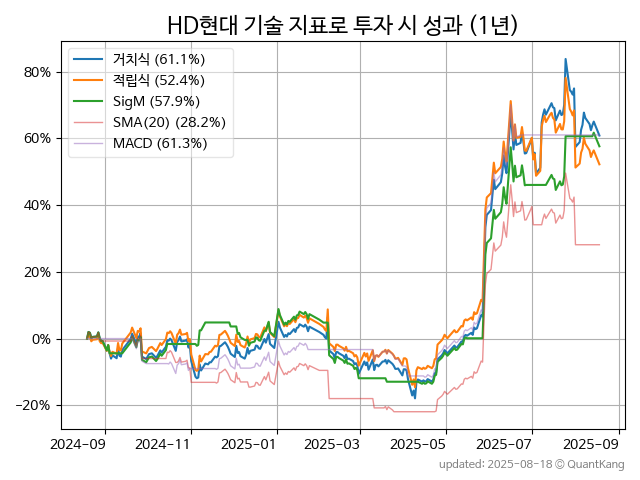 HD현대 기술 지표로 투자 시 성과 (1년)
거치식 (61.1%)
적립식 (52.4%)
SigM (57.9%)
SMA(20) (28.2%)
MACD (61.3%)
80%
60%
40%
20%
0%
−20%
2024-09 2024-11 2025-01 2025-03 2025-05 2025-07 2025-09
updated: 2025-08-18 © QuantKang